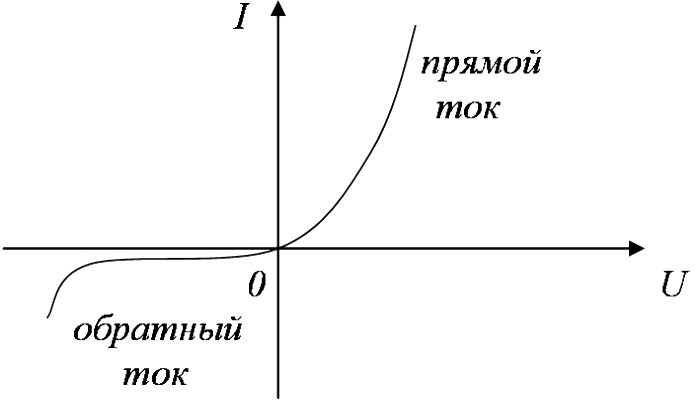 I
прямой
ток
0
U
обратный
ток